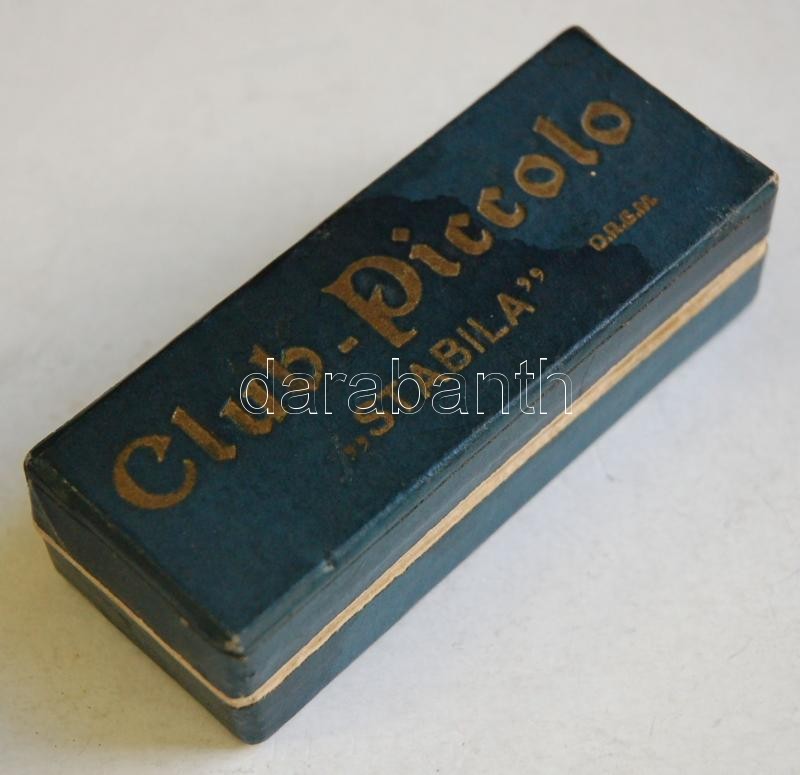 Club-Piccolo
„STABILA”
D.R.G.M.
darabanth